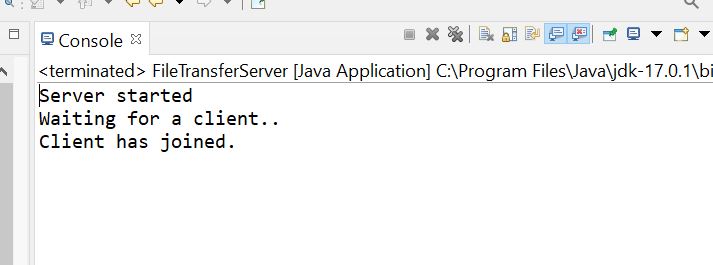 Console
<terminated> FileTransferServer [Java Application] C:\Program Files\Java\jdk-17.0.1\bi
Server started
Waiting for a client..
Client has joined.